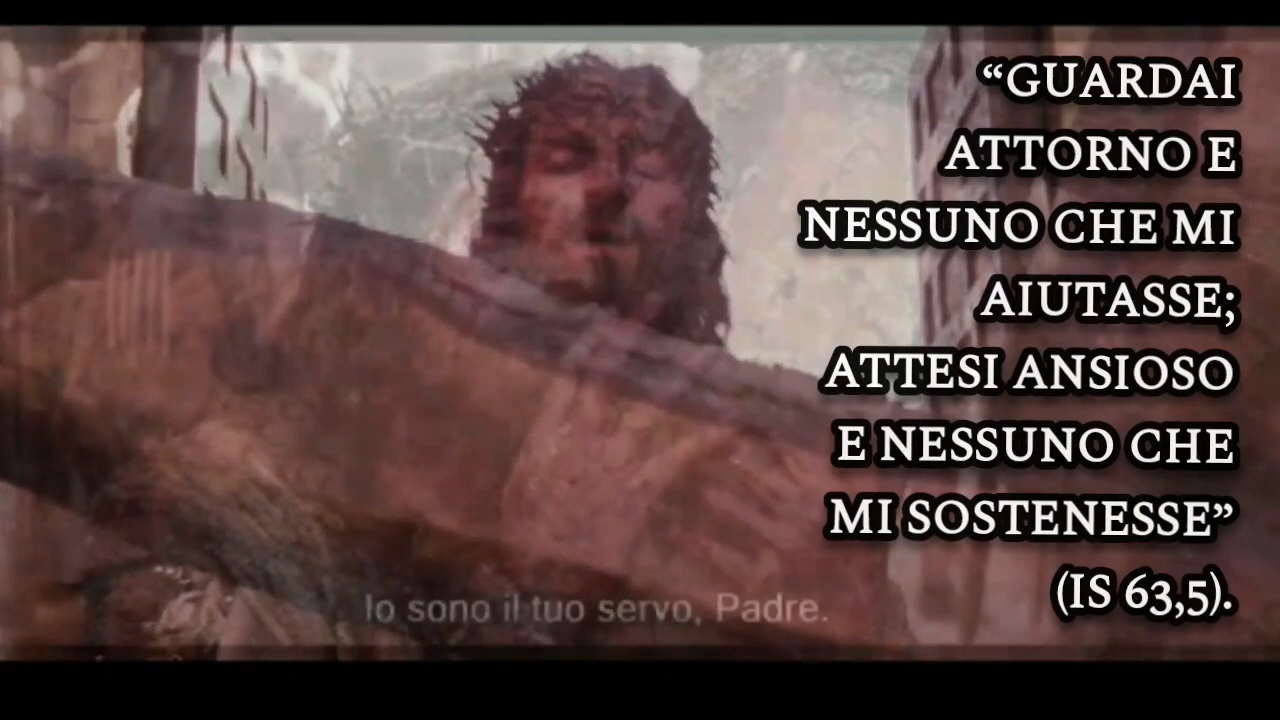 “GUARDAI
ATTORNO E
NESSUNO CHE MI
AIUTASSE;
ATTESI ANSIOSO
E NESSUNO CHE
MI SOSTENESSE”
(IS 63,5).
Io sono il tuo servo, Padre.